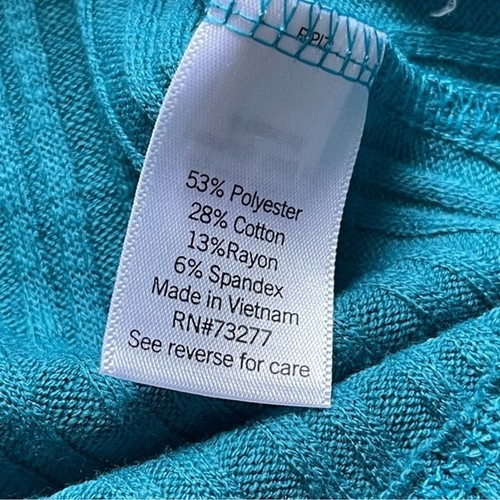 53% Polyester
28% Cotton
13%Rayon
6% Spandex
Made in Vietnam
RN#73277
See reverse for care